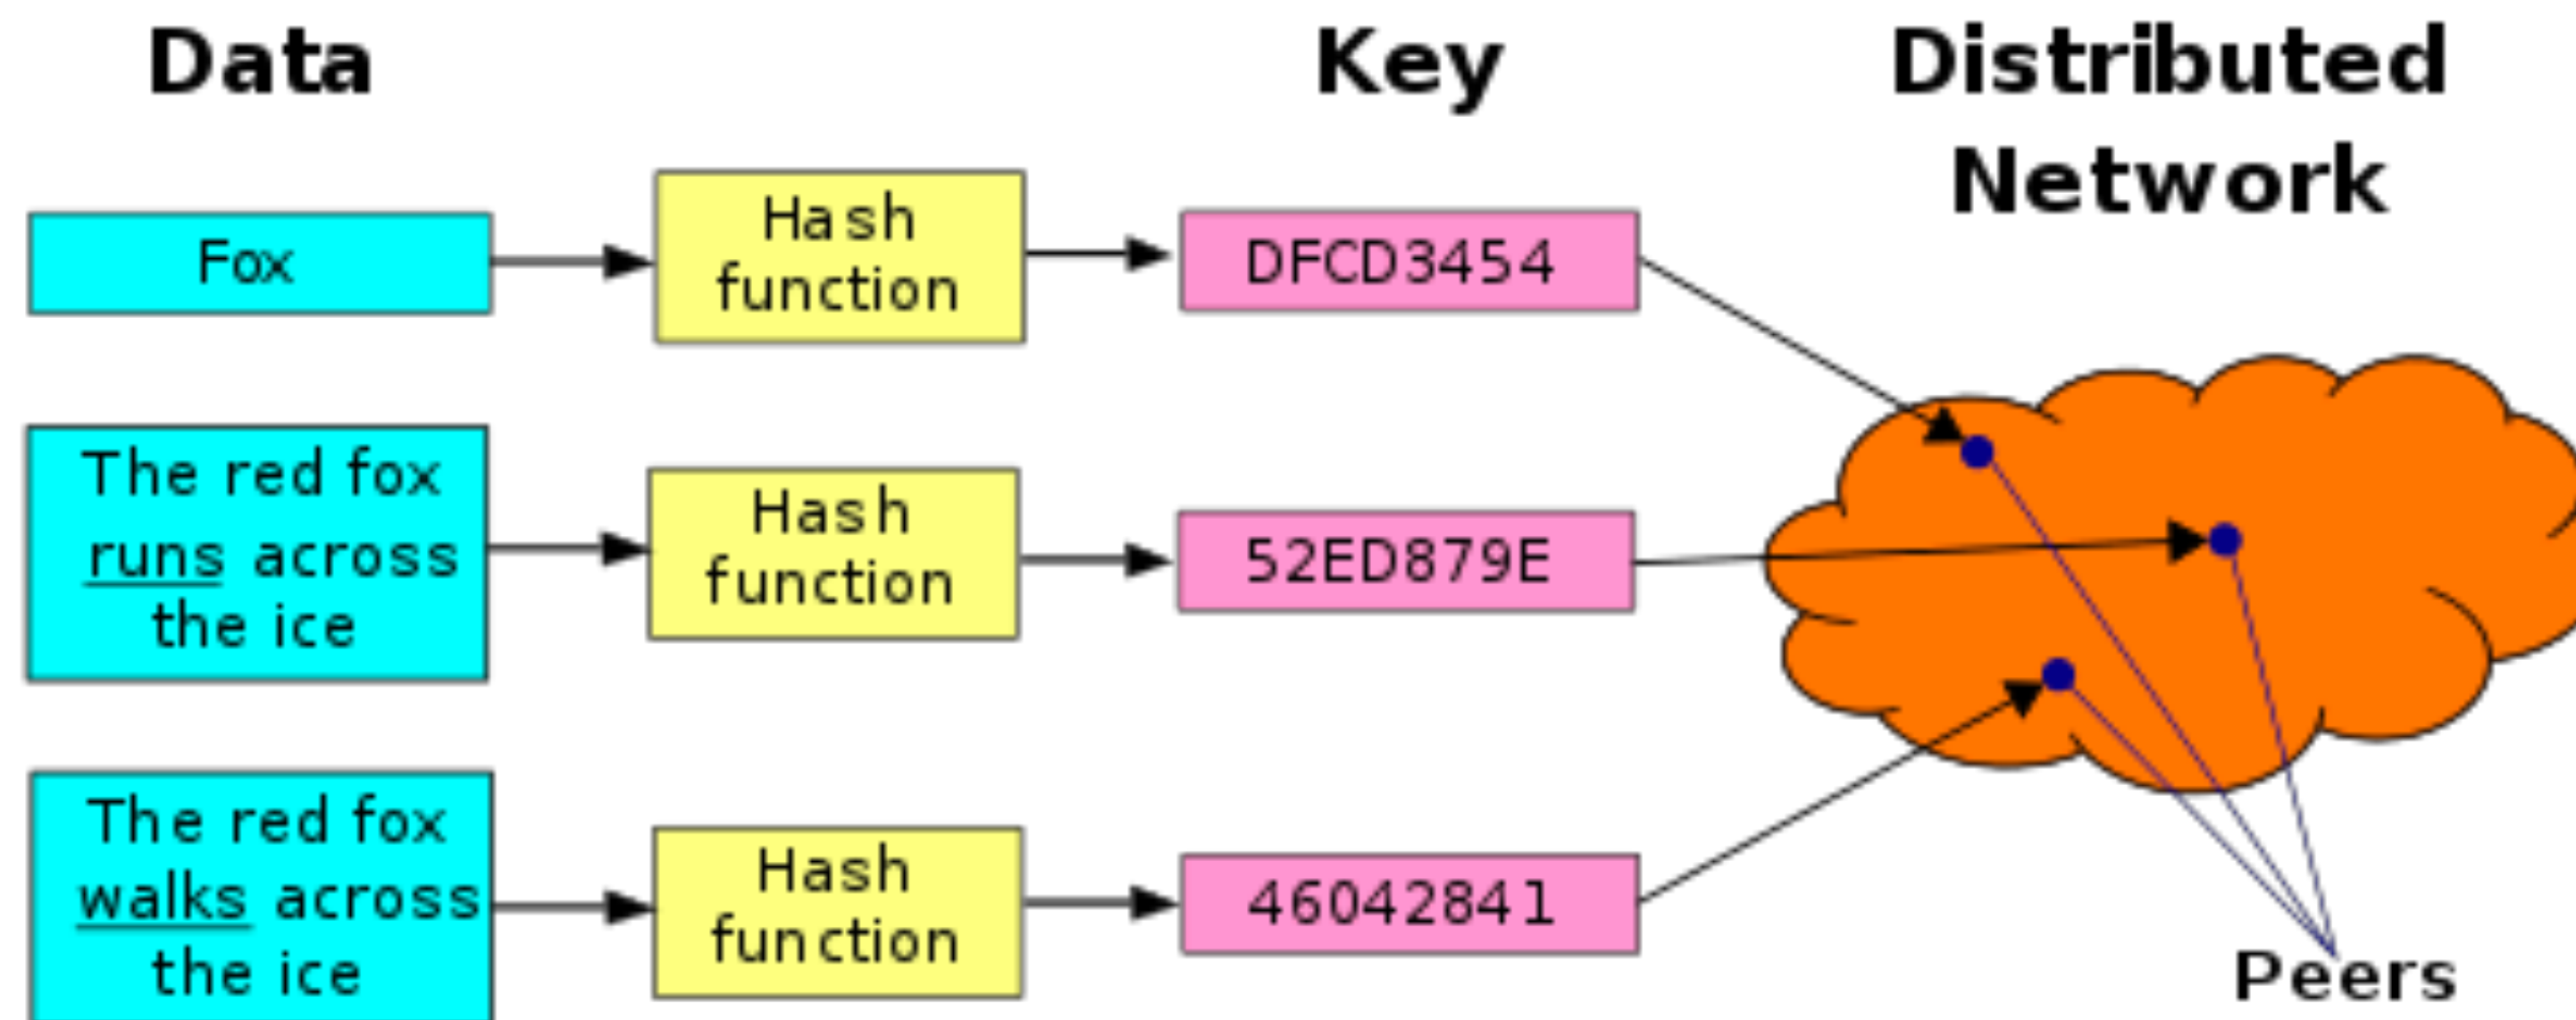 Data
Key
Distributed
Network
Fox
Hash
function
DFCD3454
The red fox
runs across
the ice
Hash
function
52ED879E
The red fox
walks across
the ice
Hash
function
46042841
Peers